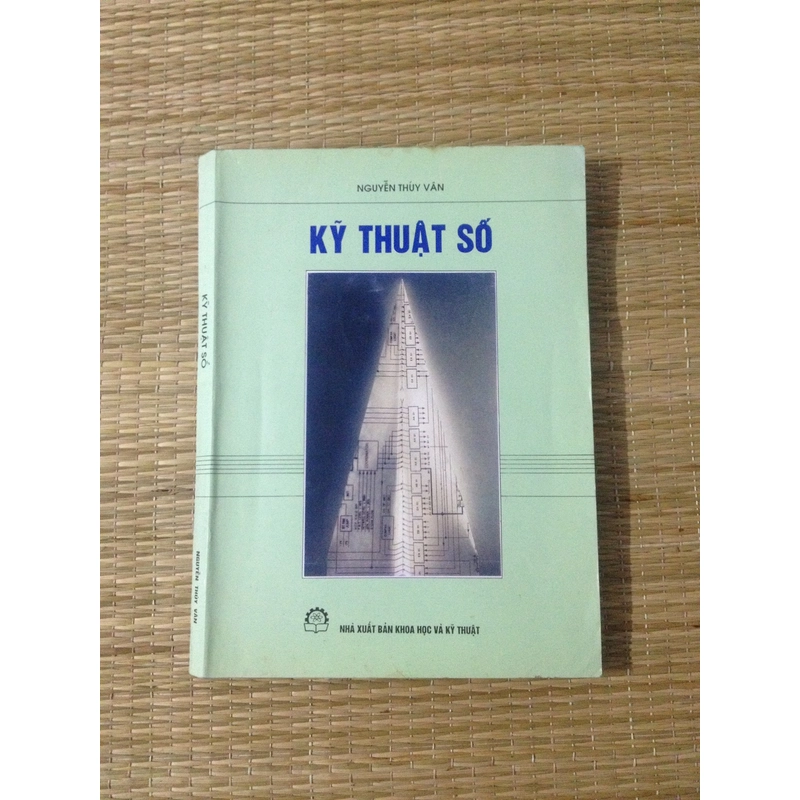 NGUYỄN THÚY VÂN
KỸ THUẬT SỐ
NHÀ XUẤT BẢN KHOA HỌC VÀ KỸ THUẬT
KỸ THUẬT SỐ
NGUYỄN THÚY VÂN